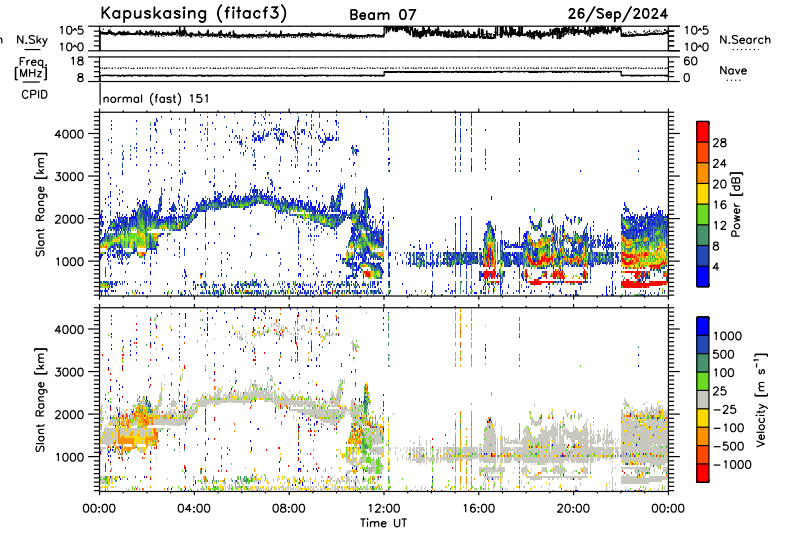 Kapuskasing (fitacf3) Beam 07 26/Sep/2024
N.Sky 10^5 10^5 N.Search
10^0 10^0
Freq. 18 60 Nave
[MHz] 8 0
CPID normal (fast) 151
4000
3000
2000
1000
Slant Range [km]
28
24
20
16
12
8
4
Power [dB]
4000
3000
2000
1000
Slant Range [km]
1000
500
100
25
-25
-100
-500
-1000
Velocity [m s⁻¹]
00:00 04:00 08:00 12:00 16:00 20:00 00:00
Time UT